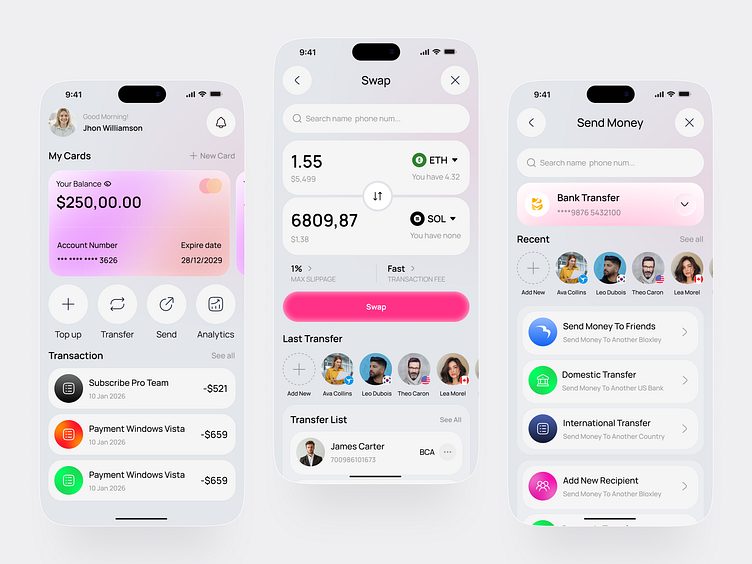 9:41
Good Morning!
Jhon Williamson
My Cards
+ New Card
Your Balance
$250,00.00
Account Number
Expire date
*** **** **** 3626
28/12/2029
Top up
Transfer
Send
Analytics
Transaction
See all
Subscribe Pro Team
10 Jan 2026
-$521
Payment Windows Vista
10 Jan 2026
-$659
Payment Windows Vista
10 Jan 2026
-$659
9:41
Swap
Search name phone num...
1.55
ETH
$5,499
You have 4.32
6809,87
SOL
$1,38
You have none
1%
MAX SLIPPAGE
Fast
TRANSACTION FEE
Swap
Last Transfer
See all
Add New
Ava Collins
Leo Dubois
Theo Caron
Lea Morel
Transfer List
See All
James Carter
700986101673
BCA
9:41
Send Money
Search name phone num...
Bank Transfer
****9876 5432100
Recent
See all
Add New
Ava Collins
Leo Dubois
Theo Caron
Lea Morel
Send Money To Friends
Send Money To Another Bloxley
Domestic Transfer
Send Money To Another US Bank
International Transfer
Send Money To Another Country
Add New Recipient
Send Money To Another Bloxley